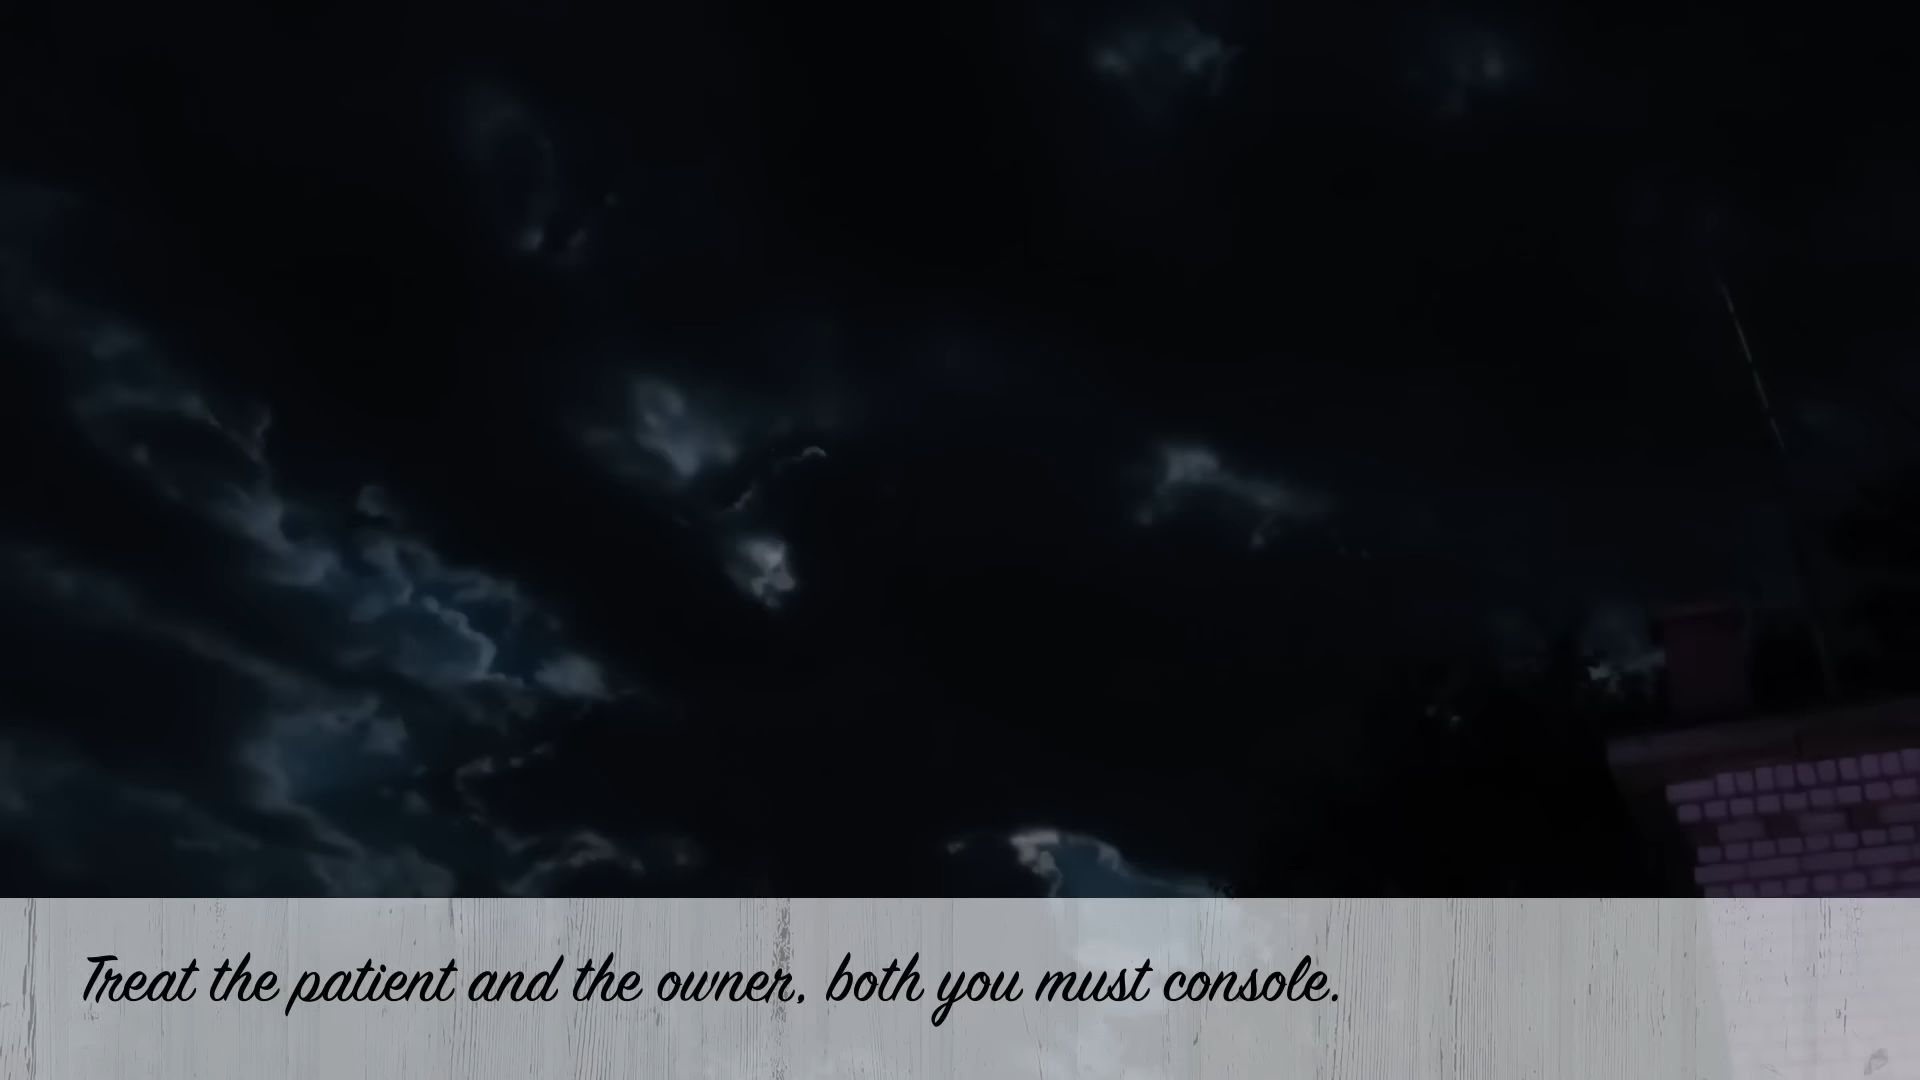 Treat the patient and the owner, both you must console.